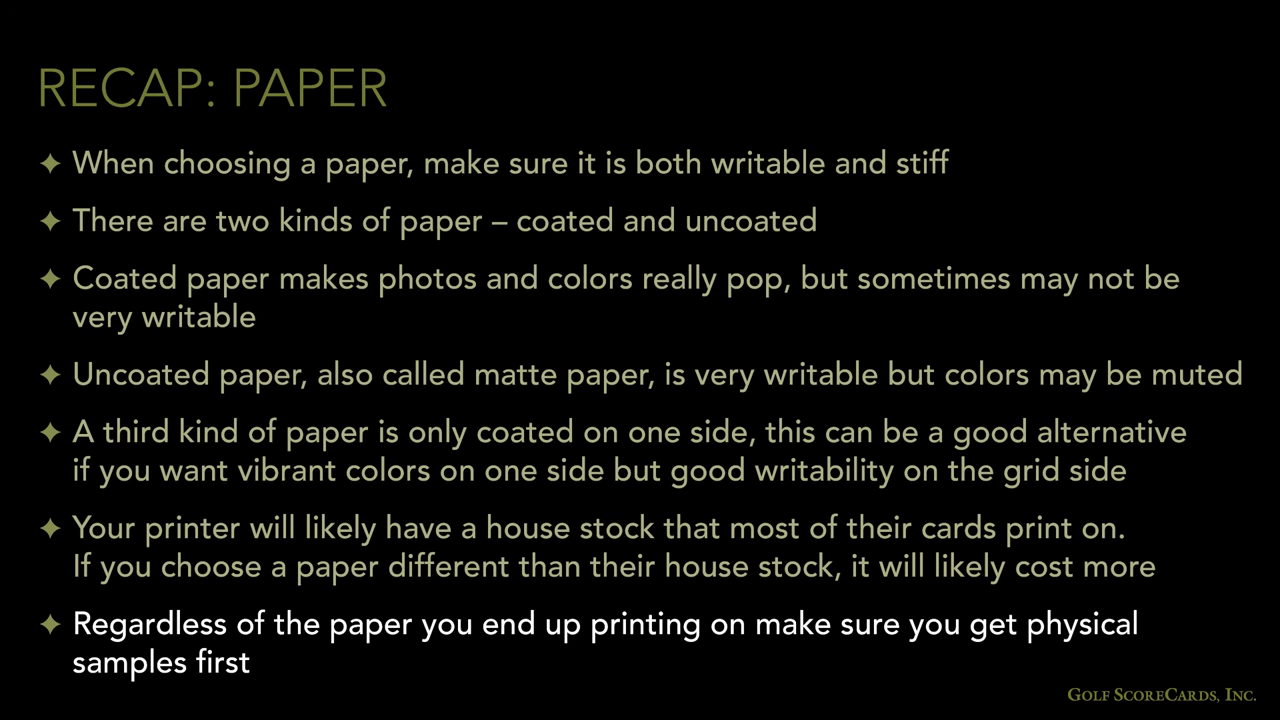 RECAP: PAPER
✦ When choosing a paper, make sure it is both writable and stiff
✦ There are two kinds of paper – coated and uncoated
✦ Coated paper makes photos and colors really pop, but sometimes may not be
very writable
✦ Uncoated paper, also called matte paper, is very writable but colors may be muted
✦ A third kind of paper is only coated on one side, this can be a good alternative
if you want vibrant colors on one side but good writability on the grid side
✦ Your printer will likely have a house stock that most of their cards print on.
If you choose a paper different than their house stock, it will likely cost more
✦ Regardless of the paper you end up printing on make sure you get physical
samples first
GOLF SCORECARDS, INC.